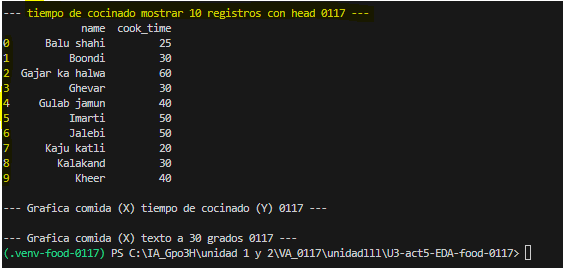 --- tiempo de cocinado mostrar 10 registros con head 0117 ---
name cook_time
0 Balu shahi 25
1 Boondi 30
2 Gajar ka halwa 60
3 Ghevar 30
4 Gulab jamun 40
5 Imarti 50
6 Jalebi 50
7 Kaju katli 20
8 Kalakand 30
9 Kheer 40
--- Grafica comida (X) tiempo de cocinado (Y) 0117 ---
--- Grafica comida (X) texto a 30 grados 0117 ---
(.venv-food-0117) PS C:\IA_Gpo3H\unidad 1 y 2\VA_0117\unidadlll\U3-act5-EDA-food-0117>